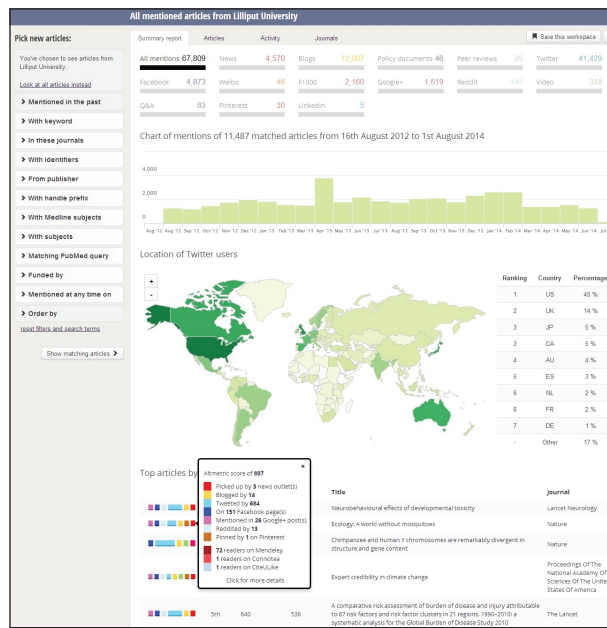 All mentioned articles from Lilliput University
Pick new articles:
You've chosen to see articles from
Lilliput University.
Look at all articles instead
Mentioned in the past
With keyword
In these journals
With identifiers
From publisher
With handle prefix
With Medline subjects
With subjects
Matching PubMed query
Funded by
Mentioned at any time on
Order by
reset filters and search terms
Show matching articles
Summary report Articles Activity Journals
Save this workspace
All mentions 67,809 News 4,570 Blogs 12,097 Policy documents 46 Peer reviews 89 Twitter 41,429
Facebook 4,873 Weibo 46 F1000 2,160 Google+ 1,619 Reddit 444 Video 318
Q&A 83 Pinterest 30 LinkedIn 5
Chart of mentions of 11,487 matched articles from 16th August 2012 to 1st August 2014
4,000
2,000
0
Aug '12 Aug '12 Sep '12 Oct '12 Nov '12 Dec '12 Jan '13 Feb '13 Mar '13 Apr '13 May '13 Jun '13 Jul '13 Aug '13 Sep '13 Oct '13 Nov '13 Dec '13 Jan '14 Feb '14 Mar '14 Apr '14 May '14 Jun '14 Jul
Location of Twitter users
+
-
Ranking Country Percentage
1 US 45 %
2 UK 14 %
3 JP 5 %
3 CA 5 %
4 AU 4 %
5 ES 3 %
6 NL 2 %
6 FR 2 %
7 DE 1 %
- Other 17 %
Top articles by
x
Altmetric score of 807
Picked up by 3 news outlet(s)
Blogged by 14
Tweeted by 684
On 151 Facebook page(s)
Mentioned in 26 Google+ post(s)
Reddited by 13
Pinned by 1 on Pinterest
72 readers on Mendeley
1 readers on Connotea
1 readers on CiteULike
Click for more details
Title Journal
Neurobehavioural effects of developmental toxicity Lancet Neurology
Ecology: A world without mosquitoes Nature
Chimpanzee and human Y chromosomes are remarkably divergent in
structure and gene content Nature
Expert credibility in climate change
Proceedings Of The
National Academy Of
Sciences Of The Unite
States Of America
5th 640 536
A comparative risk assessment of burden of disease and injury attributable
to 67 risk factors and risk factor clusters in 21 regions, 1990–2010: a
systematic analysis for the Global Burden of Disease Study 2010
The Lancet